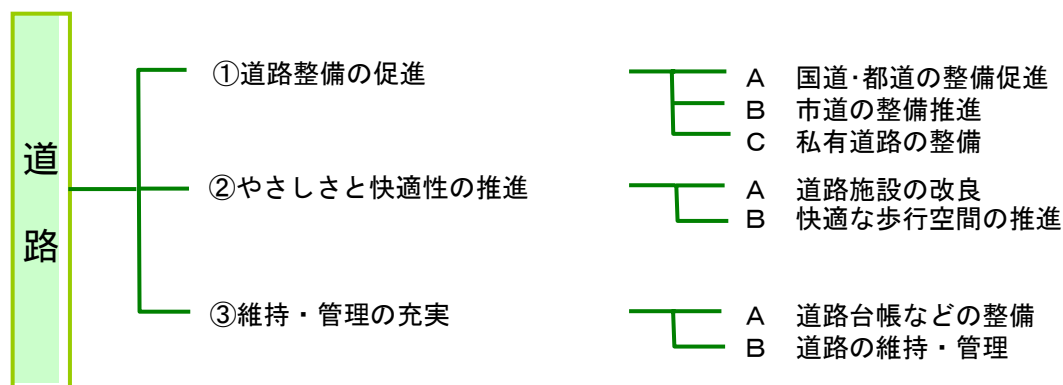 道路
①道路整備の促進
A 国道・都道の整備促進
B 市道の整備推進
C 私有道路の整備
②やさしさと快適性の推進
A 道路施設の改良
B 快適な歩行空間の推進
③維持・管理の充実
A 道路台帳などの整備
B 道路の維持・管理